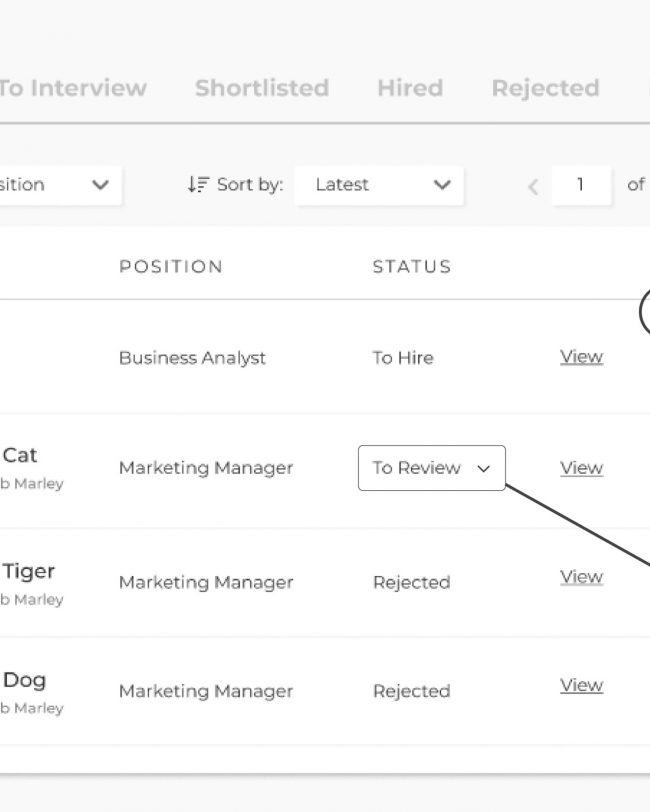 To Interview Shortlisted Hired Rejected
sition Sort by: Latest 1 of
POSITION STATUS
Business Analyst To Hire View
Cat
b Marley
Marketing Manager To Review View
Tiger
b Marley
Marketing Manager Rejected View
Dog
b Marley
Marketing Manager Rejected View